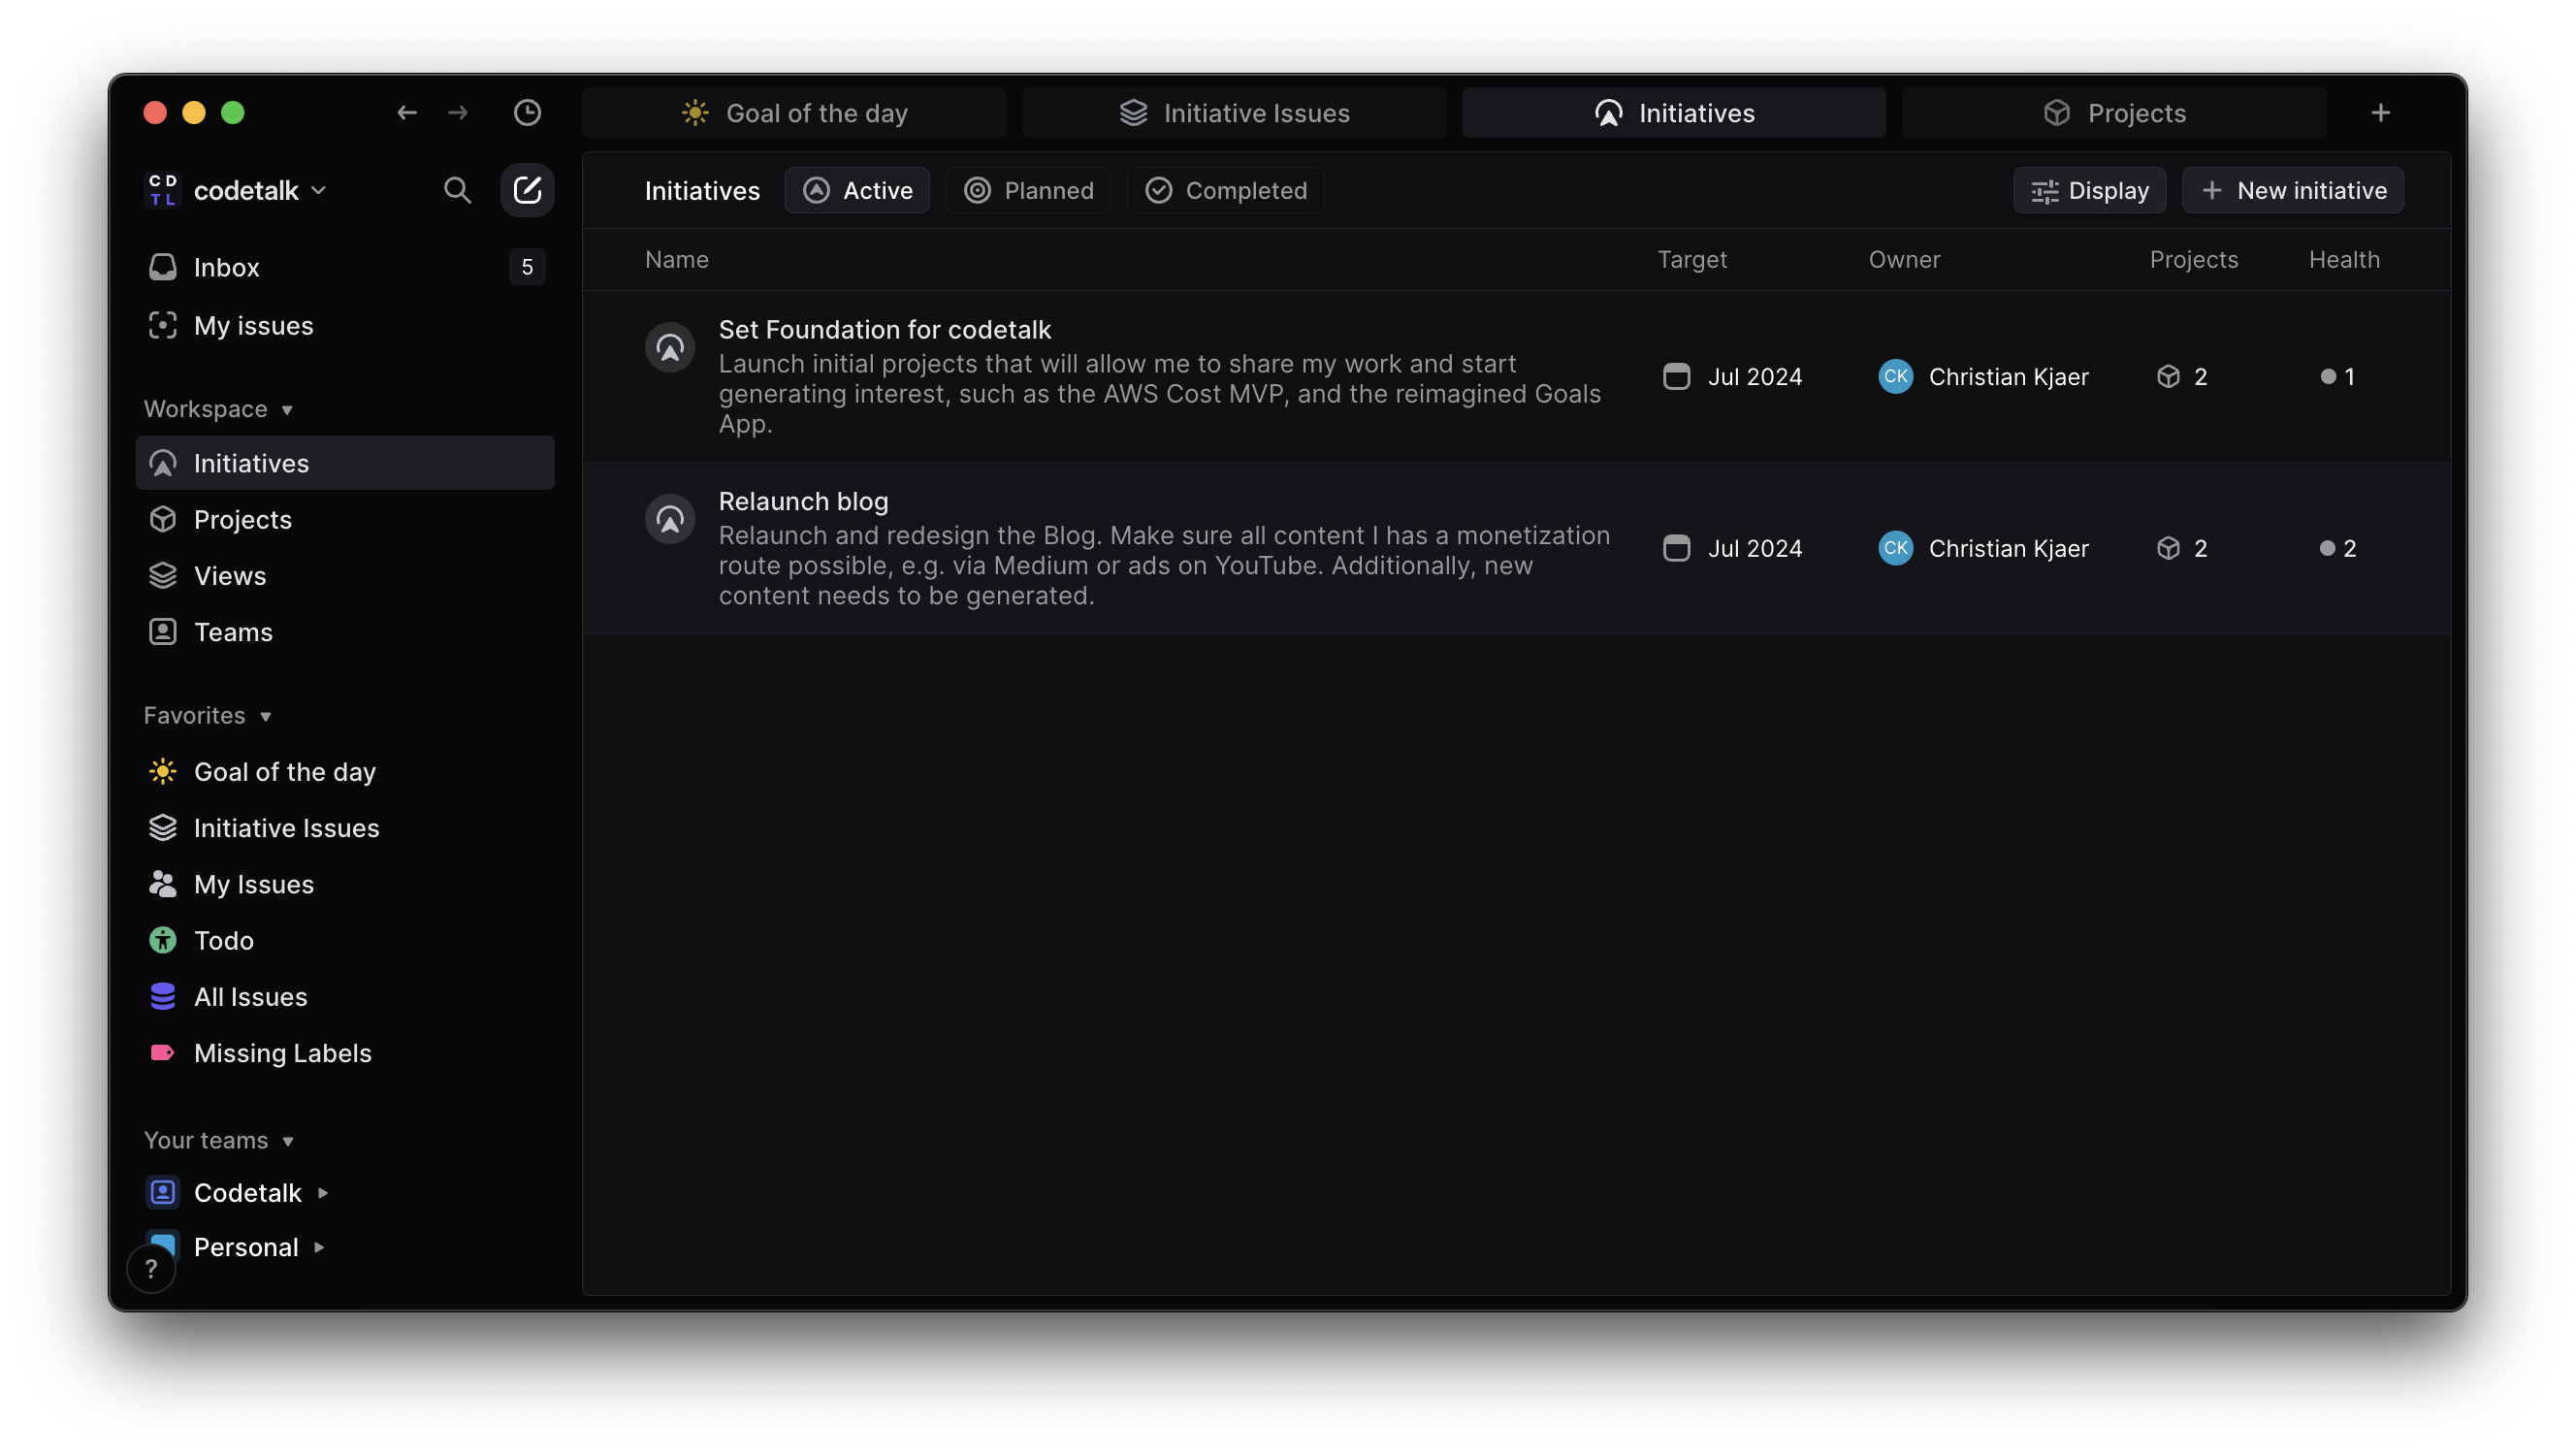 Goal of the day
Initiative Issues
Initiatives
Projects
CD
TL
codetalk
Inbox
5
My issues
Workspace
Initiatives
Projects
Views
Teams
Favorites
Goal of the day
Initiative Issues
My Issues
Todo
All Issues
Missing Labels
Your teams
Codetalk
Personal
?
Initiatives
Active
Planned
Completed
Display
New initiative
Name
Target
Owner
Projects
Health
Set Foundation for codetalk
Launch initial projects that will allow me to share my work and start
generating interest, such as the AWS Cost MVP, and the reimagined Goals
App.
Jul 2024
CK
Christian Kjaer
2
1
Relaunch blog
Relaunch and redesign the Blog. Make sure all content I has a monetization
route possible, e.g. via Medium or ads on YouTube. Additionally, new
content needs to be generated.
Jul 2024
CK
Christian Kjaer
2
2